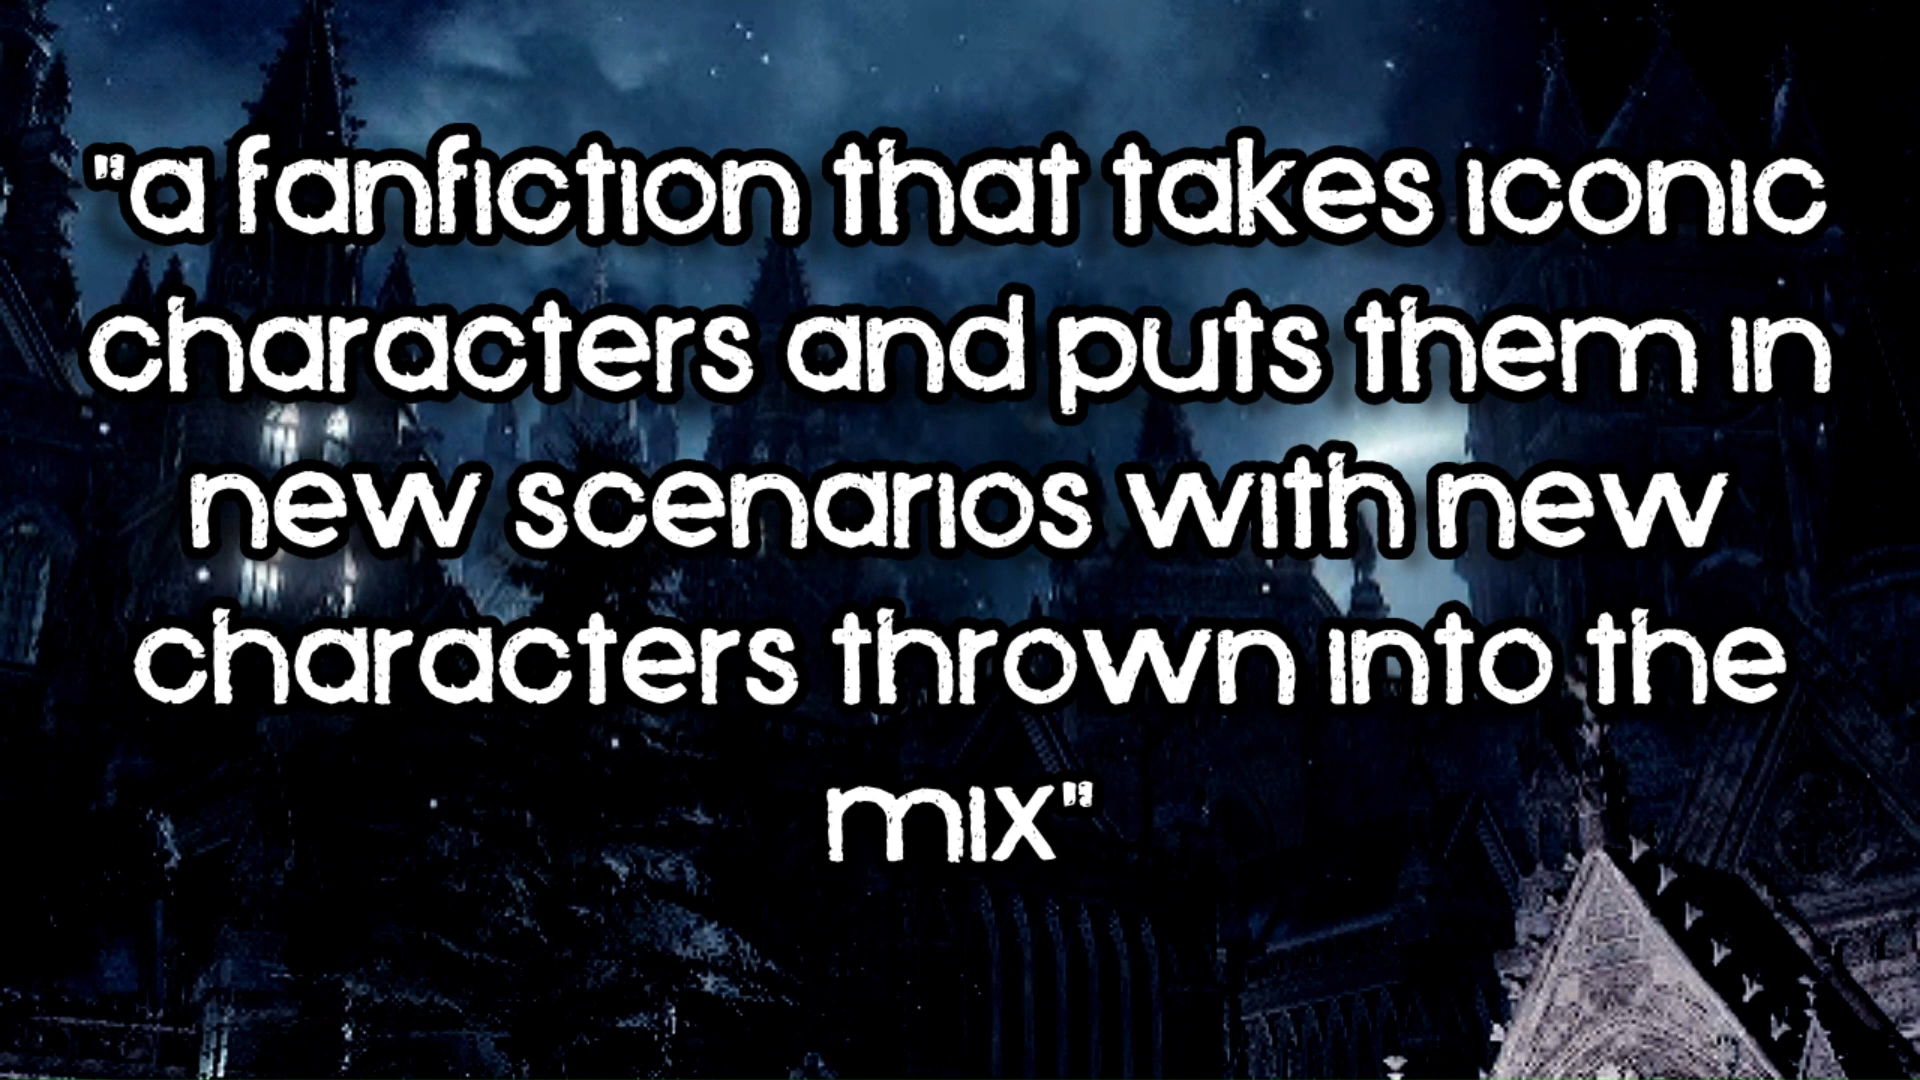 "a fanfiction that takes iconic
characters and puts them in
new scenarios with new
characters thrown into the
mix"